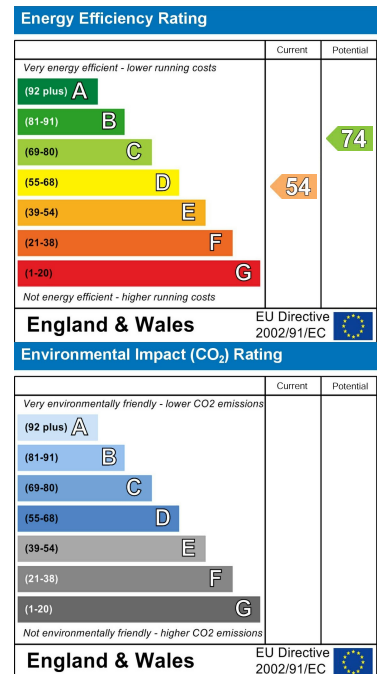 Energy Efficiency Rating
Current Potential
Very energy efficient - lower running costs
(92 plus) A
(81-91) B
(69-80) C
(55-68) D
(39-54) E
(21-38) F
(1-20) G
74
54
Not energy efficient - higher running costs
England & Wales
EU Directive
2002/91/EC
Environmental Impact (CO₂) Rating
Current Potential
Very environmentally friendly - lower CO2 emissions
(92 plus) A
(81-91) B
(69-80) C
(55-68) D
(39-54) E
(21-38) F
(1-20) G
Not environmentally friendly - higher CO2 emissions
England & Wales
EU Directive
2002/91/EC